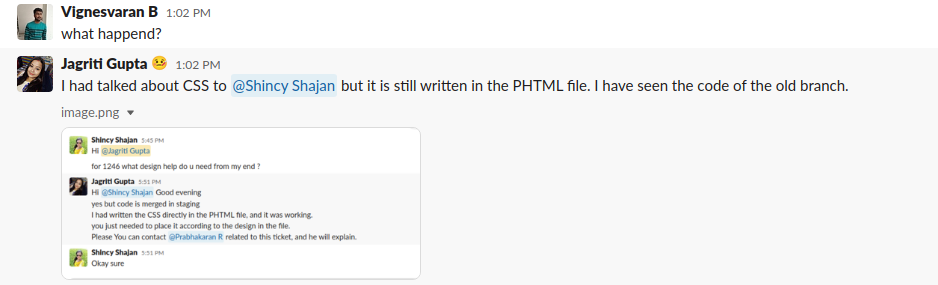 Vignesvaran B 1:02 PM
what happend?
Jagriti Gupta 1:02 PM
I had talked about CSS to @Shincy Shajan but it is still written in the PHTML file. I have seen the code of the old branch.
image.png
Shincy Shajan 5:45 PM
Hi @Jagriti Gupta
for 1246 what design help do u need from my end ?
Jagriti Gupta 5:51 PM
Hi @Shincy Shajan Good evening
yes but code is merged in staging
I had written the CSS directly in the PHTML file, and it was working.
you just needed to place it according to the design in the file.
Please You can contact @Prabhakaran R related to this ticket, and he will explain.
Shincy Shajan 5:51 PM
Okay sure